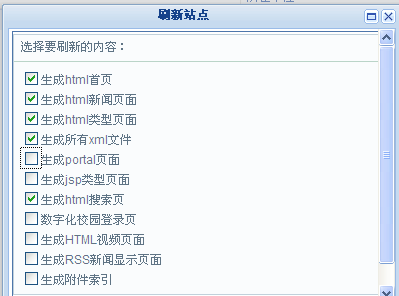 刷新站点
选择要刷新的内容：
生成html首页
生成html新闻页面
生成html类型页面
生成所有xml文件
生成portal页面
生成jsp类型页面
生成html搜索页
数字化校园登录页
生成HTML视频页面
生成RSS新闻显示页面
生成附件索引